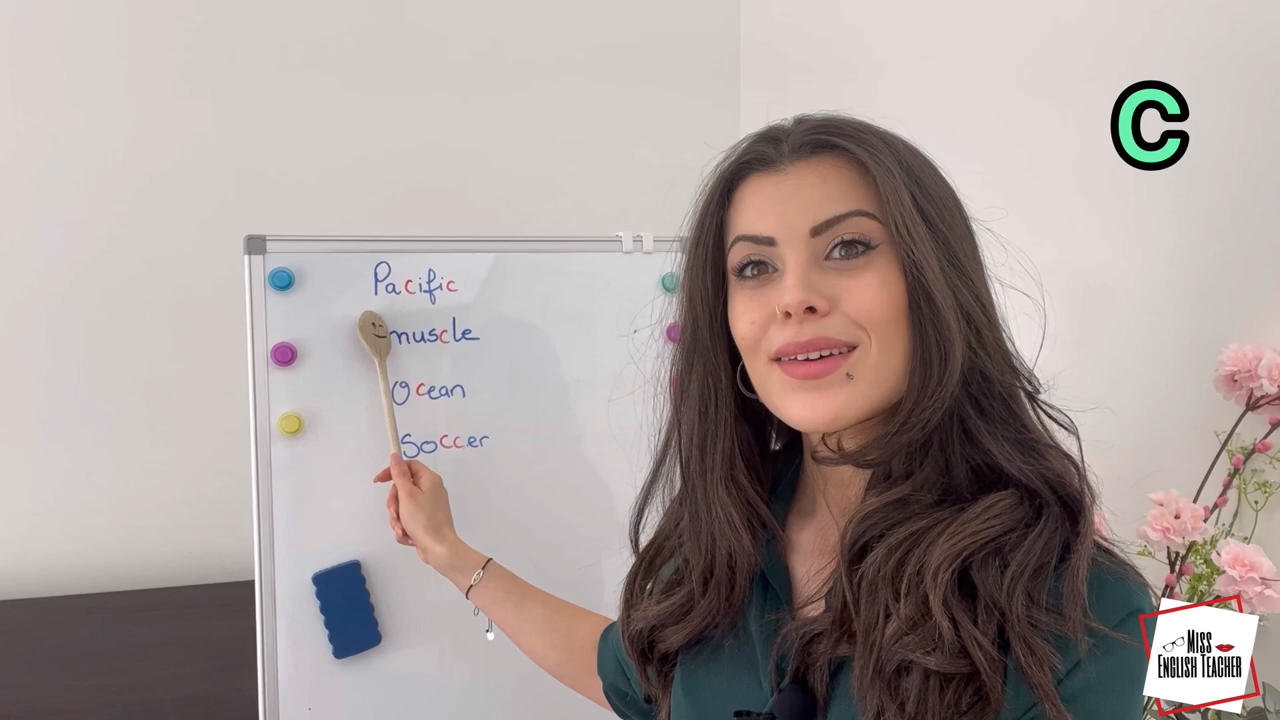 C
Pacific
muscle
Ocean
Soccer
MISS
ENGLISH TEACHER